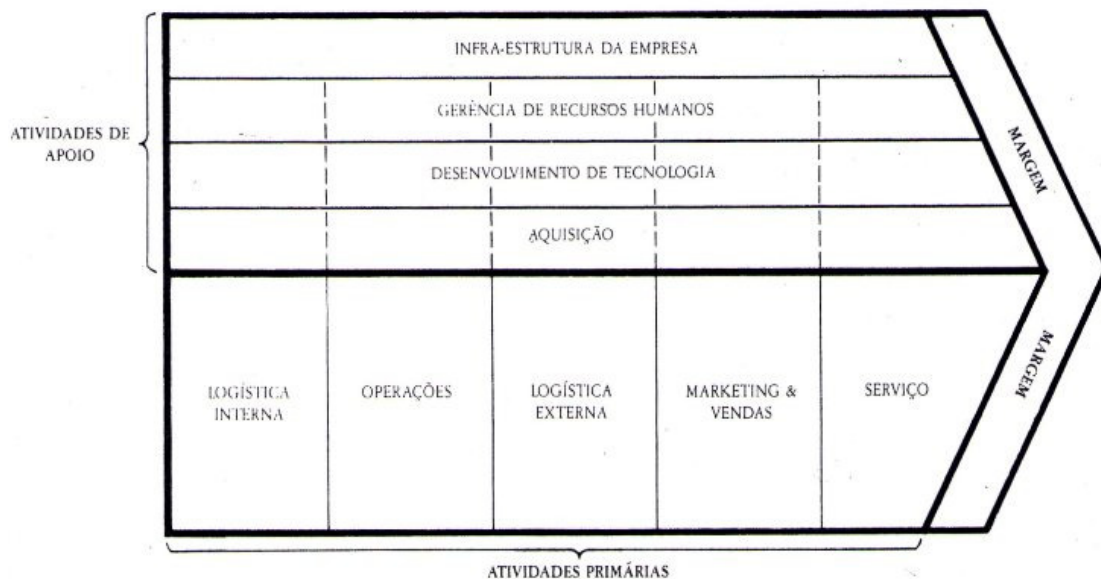 INFRA-ESTRUTURA DA EMPRESA
GERÊNCIA DE RECURSOS HUMANOS
ATIVIDADES DE
APOIO
DESENVOLVIMENTO DE TECNOLOGIA
AQUISIÇÃO
MARGEM
LOGÍSTICA
INTERNA
OPERAÇÕES
LOGÍSTICA
EXTERNA
MARKETING &
VENDAS
SERVIÇO
MARGEM
ATIVIDADES PRIMÁRIAS